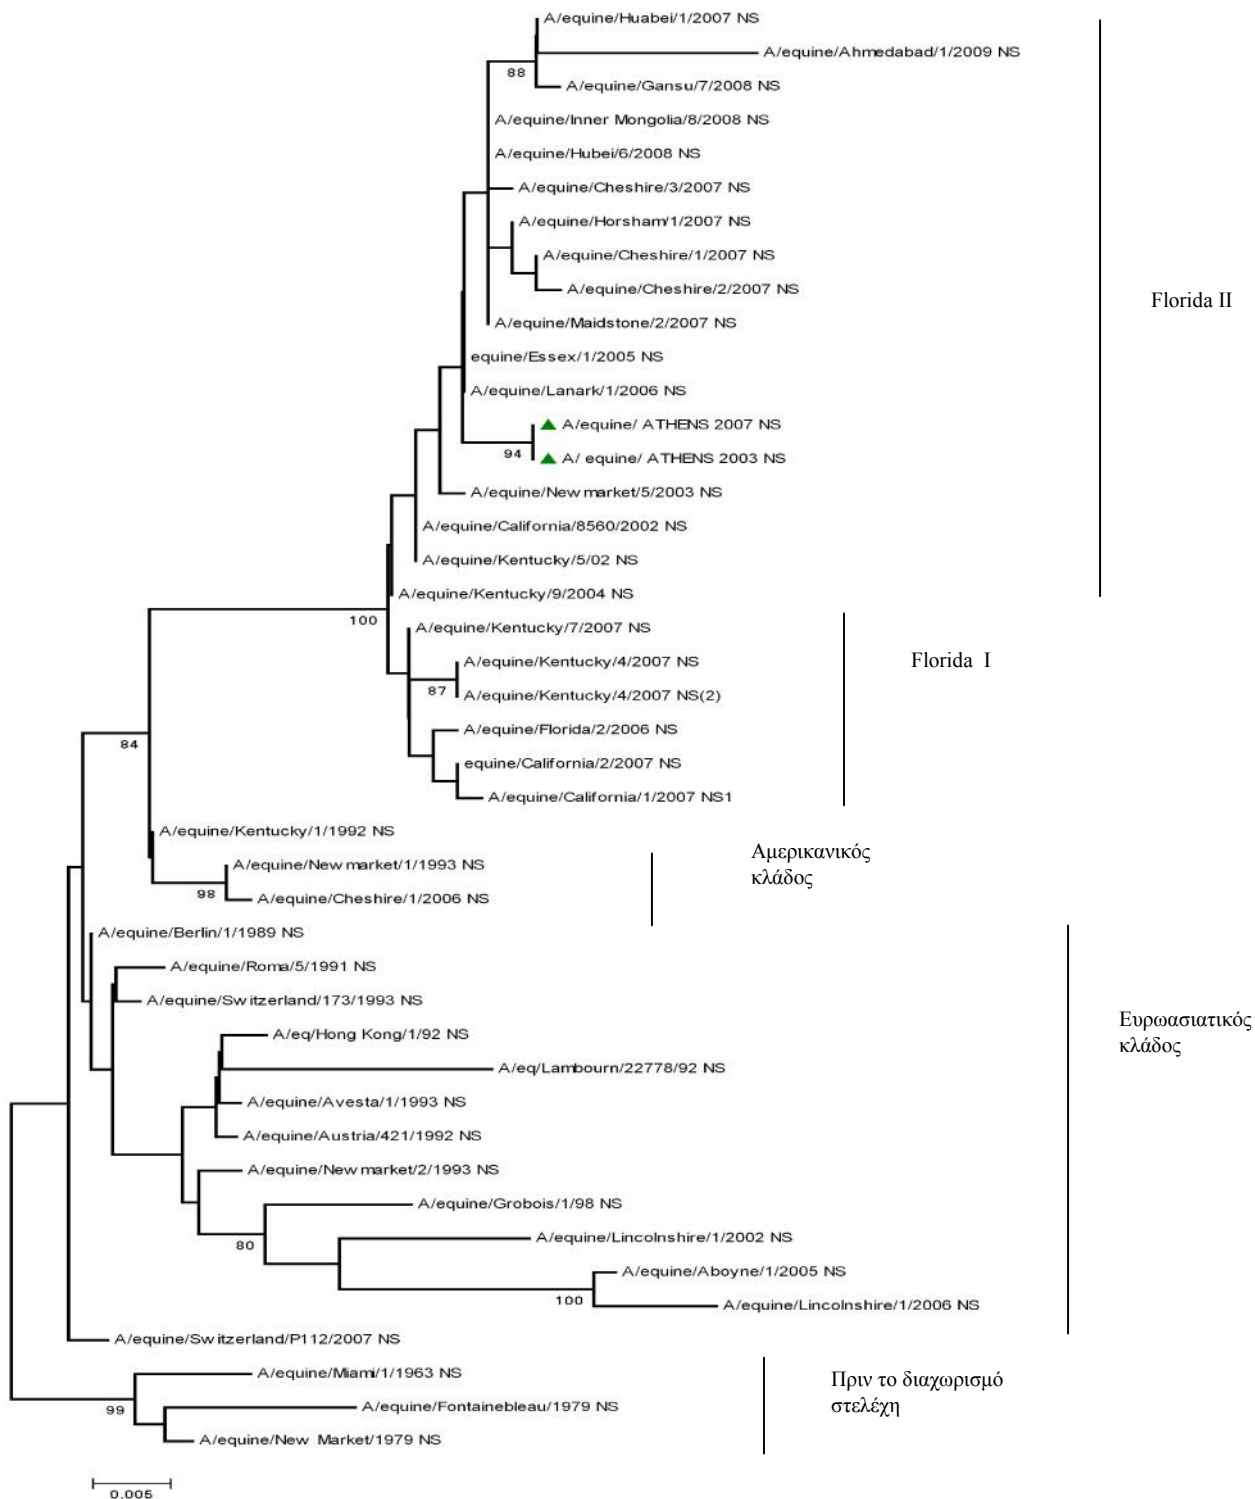 A/equine/Huabei/1/2007 NS
A/equine/Ahmedabad/1/2009 NS
88
A/equine/Gansu/7/2008 NS
A/equine/Inner Mongolia/8/2008 NS
A/equine/Hubei/6/2008 NS
A/equine/Cheshire/3/2007 NS
A/equine/Horsham/1/2007 NS
A/equine/Cheshire/1/2007 NS
A/equine/Cheshire/2/2007 NS
Florida II
A/equine/Maidstone/2/2007 NS
equine/Essex/1/2005 NS
A/equine/Lanark/1/2006 NS
A/equine/ ATHENS 2007 NS
94
A/ equine/ ATHENS 2003 NS
A/equine/New market/5/2003 NS
A/equine/California/8560/2002 NS
A/equine/Kentucky/5/02 NS
A/equine/Kentucky/9/2004 NS
100
A/equine/Kentucky/7/2007 NS
A/equine/Kentucky/4/2007 NS
Florida I
87
A/equine/Kentucky/4/2007 NS(2)
A/equine/Florida/2/2006 NS
84
equine/California/2/2007 NS
A/equine/California/1/2007 NS1
A/equine/Kentucky/1/1992 NS
Αμερικανικός
κλάδος
A/equine/New market/1/1993 NS
98
A/equine/Cheshire/1/2006 NS
A/equine/Berlin/1/1989 NS
A/equine/Roma/5/1991 NS
A/equine/Switzerland/173/1993 NS
Ευρωασιατικός
κλάδος
A/eq/Hong Kong/1/92 NS
A/eq/Lambourn/22778/92 NS
A/equine/Avesta/1/1993 NS
A/equine/Austria/421/1992 NS
A/equine/New market/2/1993 NS
A/equine/Grobois/1/98 NS
80
A/equine/Lincolnshire/1/2002 NS
A/equine/Aboyne/1/2005 NS
100
A/equine/Lincolnshire/1/2006 NS
A/equine/Switzerland/P112/2007 NS
A/equine/Miami/1/1963 NS
Πριν το διαχωρισμό
στελέχη
99
A/equine/Fontainebleau/1979 NS
A/equine/New Market/1979 NS
0.005